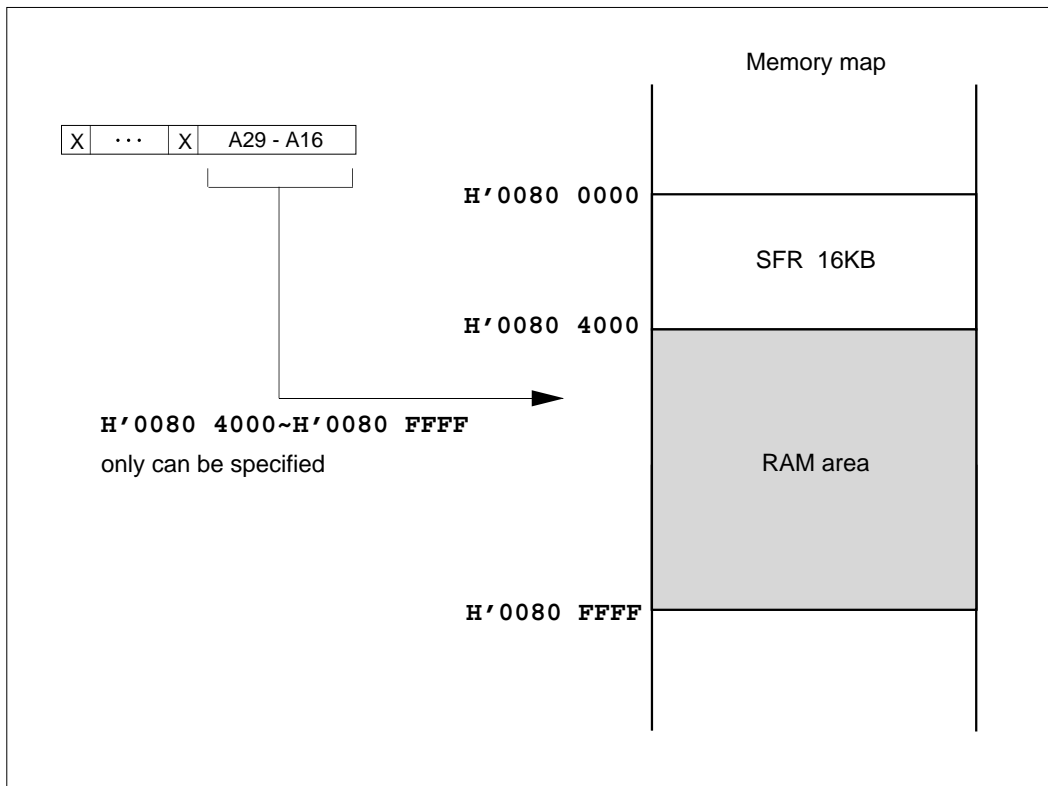 Memory map
X ··· X A29 - A16
H'0080 0000
SFR 16KB
H'0080 4000
H'0080 4000~H'0080 FFFF
only can be specified
RAM area
H'0080 FFFF